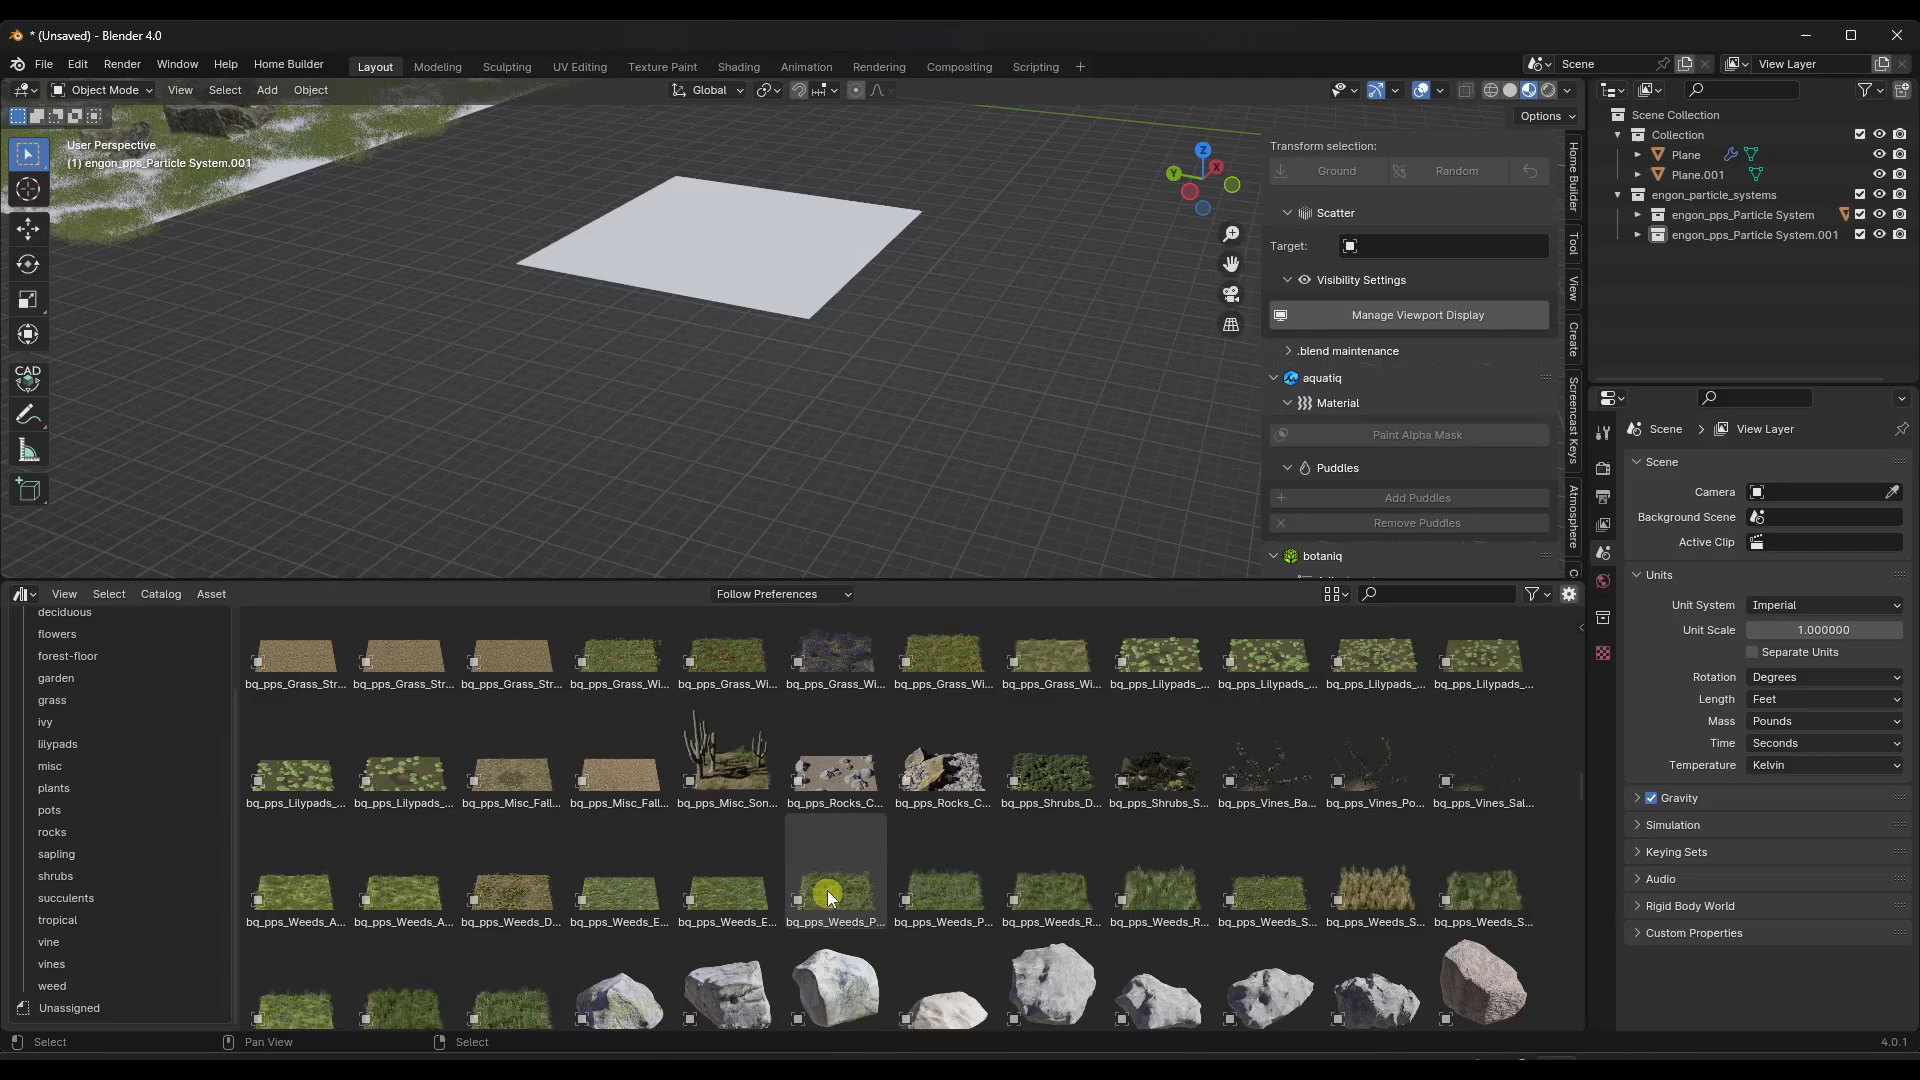 * (Unsaved) - Blender 4.0
File Edit Render Window Help Home Builder Layout Modeling Sculpting UV Editing Texture Paint Shading Animation Rendering Compositing Scripting + Scene View Layer
Object Mode View Select Add Object Global
Options
User Perspective
(1) engon_pps_Particle System.001
Z
X
Y
CAD
Transform selection:
Ground Random
Scatter
Target:
Visibility Settings
Manage Viewport Display
.blend maintenance
aquatiq
Material
Paint Alpha Mask
Puddles
Add Puddles
Remove Puddles
botaniq
Home Builder
Tool
View
Create
Screencast Keys
Atmosphere
Scene Collection
Collection
Plane
Plane.001
engon_particle_systems
engon_pps_Particle System
engon_pps_Particle System.001
Scene > View Layer
Scene
Camera
Background Scene
Active Clip
Units
Unit System Imperial
Unit Scale 1.000000
Separate Units
Rotation Degrees
Length Feet
Mass Pounds
Time Seconds
Temperature Kelvin
Gravity
Simulation
Keying Sets
Audio
Rigid Body World
Custom Properties
View Select Catalog Asset Follow Preferences
deciduous
flowers
forest-floor
garden
grass
ivy
lilypads
misc
plants
pots
rocks
sapling
shrubs
succulents
tropical
vine
vines
weed
Unassigned
bq_pps_Grass_Str... bq_pps_Grass_Str... bq_pps_Grass_Str... bq_pps_Grass_Wi... bq_pps_Grass_Wi... bq_pps_Grass_Wi... bq_pps_Grass_Wi... bq_pps_Grass_Wi... bq_pps_Lilypads_... bq_pps_Lilypads_... bq_pps_Lilypads_... bq_pps_Lilypads_...
bq_pps_Lilypads_... bq_pps_Lilypads_... bq_pps_Misc_Fall... bq_pps_Misc_Fall... bq_pps_Misc_Son... bq_pps_Rocks_C... bq_pps_Rocks_C... bq_pps_Shrubs_D... bq_pps_Shrubs_S... bq_pps_Vines_Ba... bq_pps_Vines_Po... bq_pps_Vines_Sal...
bq_pps_Weeds_A... bq_pps_Weeds_A... bq_pps_Weeds_D... bq_pps_Weeds_E... bq_pps_Weeds_E... bq_pps_Weeds_P... bq_pps_Weeds_P... bq_pps_Weeds_R... bq_pps_Weeds_R... bq_pps_Weeds_S... bq_pps_Weeds_S... bq_pps_Weeds_S...
Select Pan View Select 4.0.1